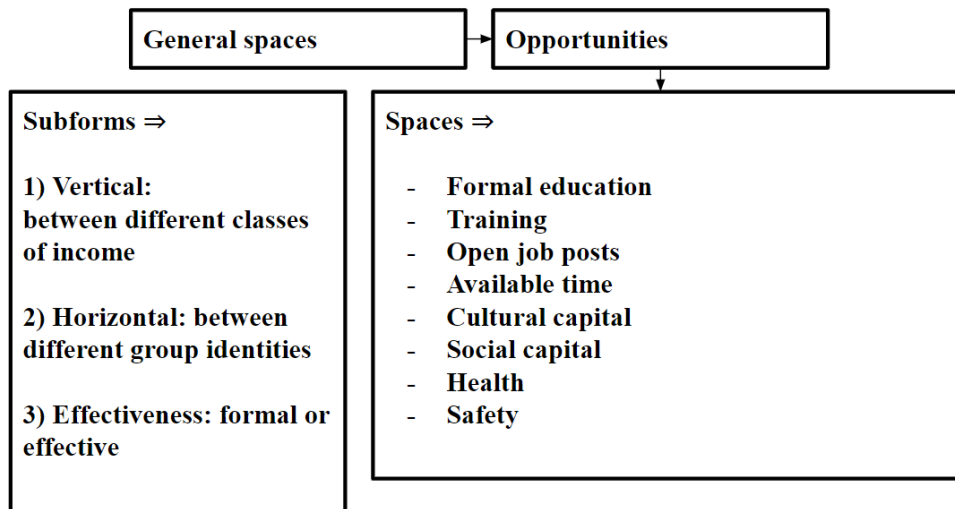 General spaces
Opportunities
Subforms ⇒
1) Vertical:
between different classes
of income
2) Horizontal: between
different group identities
3) Effectiveness: formal or
effective
Spaces ⇒
- Formal education
- Training
- Open job posts
- Available time
- Cultural capital
- Social capital
- Health
- Safety